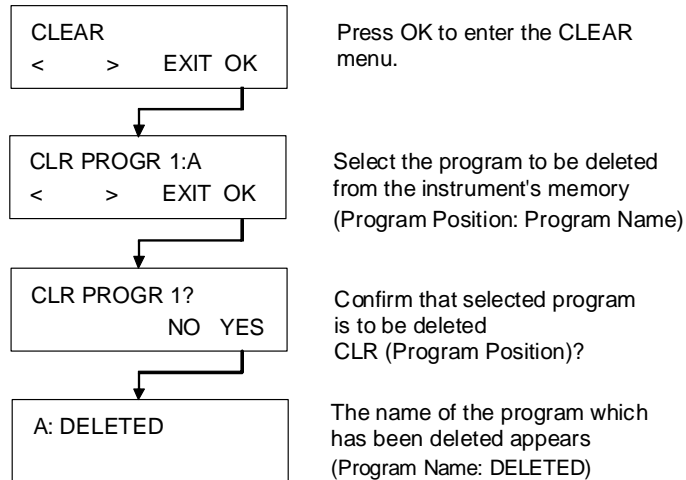 CLEAR
< > EXIT OK
Press OK to enter the CLEAR
menu.
CLR PROGR 1:A
< > EXIT OK
Select the program to be deleted
from the instrument's memory
(Program Position: Program Name)
CLR PROGR 1?
NO YES
Confirm that selected program
is to be deleted
CLR (Program Position)?
A: DELETED
The name of the program which
has been deleted appears
(Program Name: DELETED)